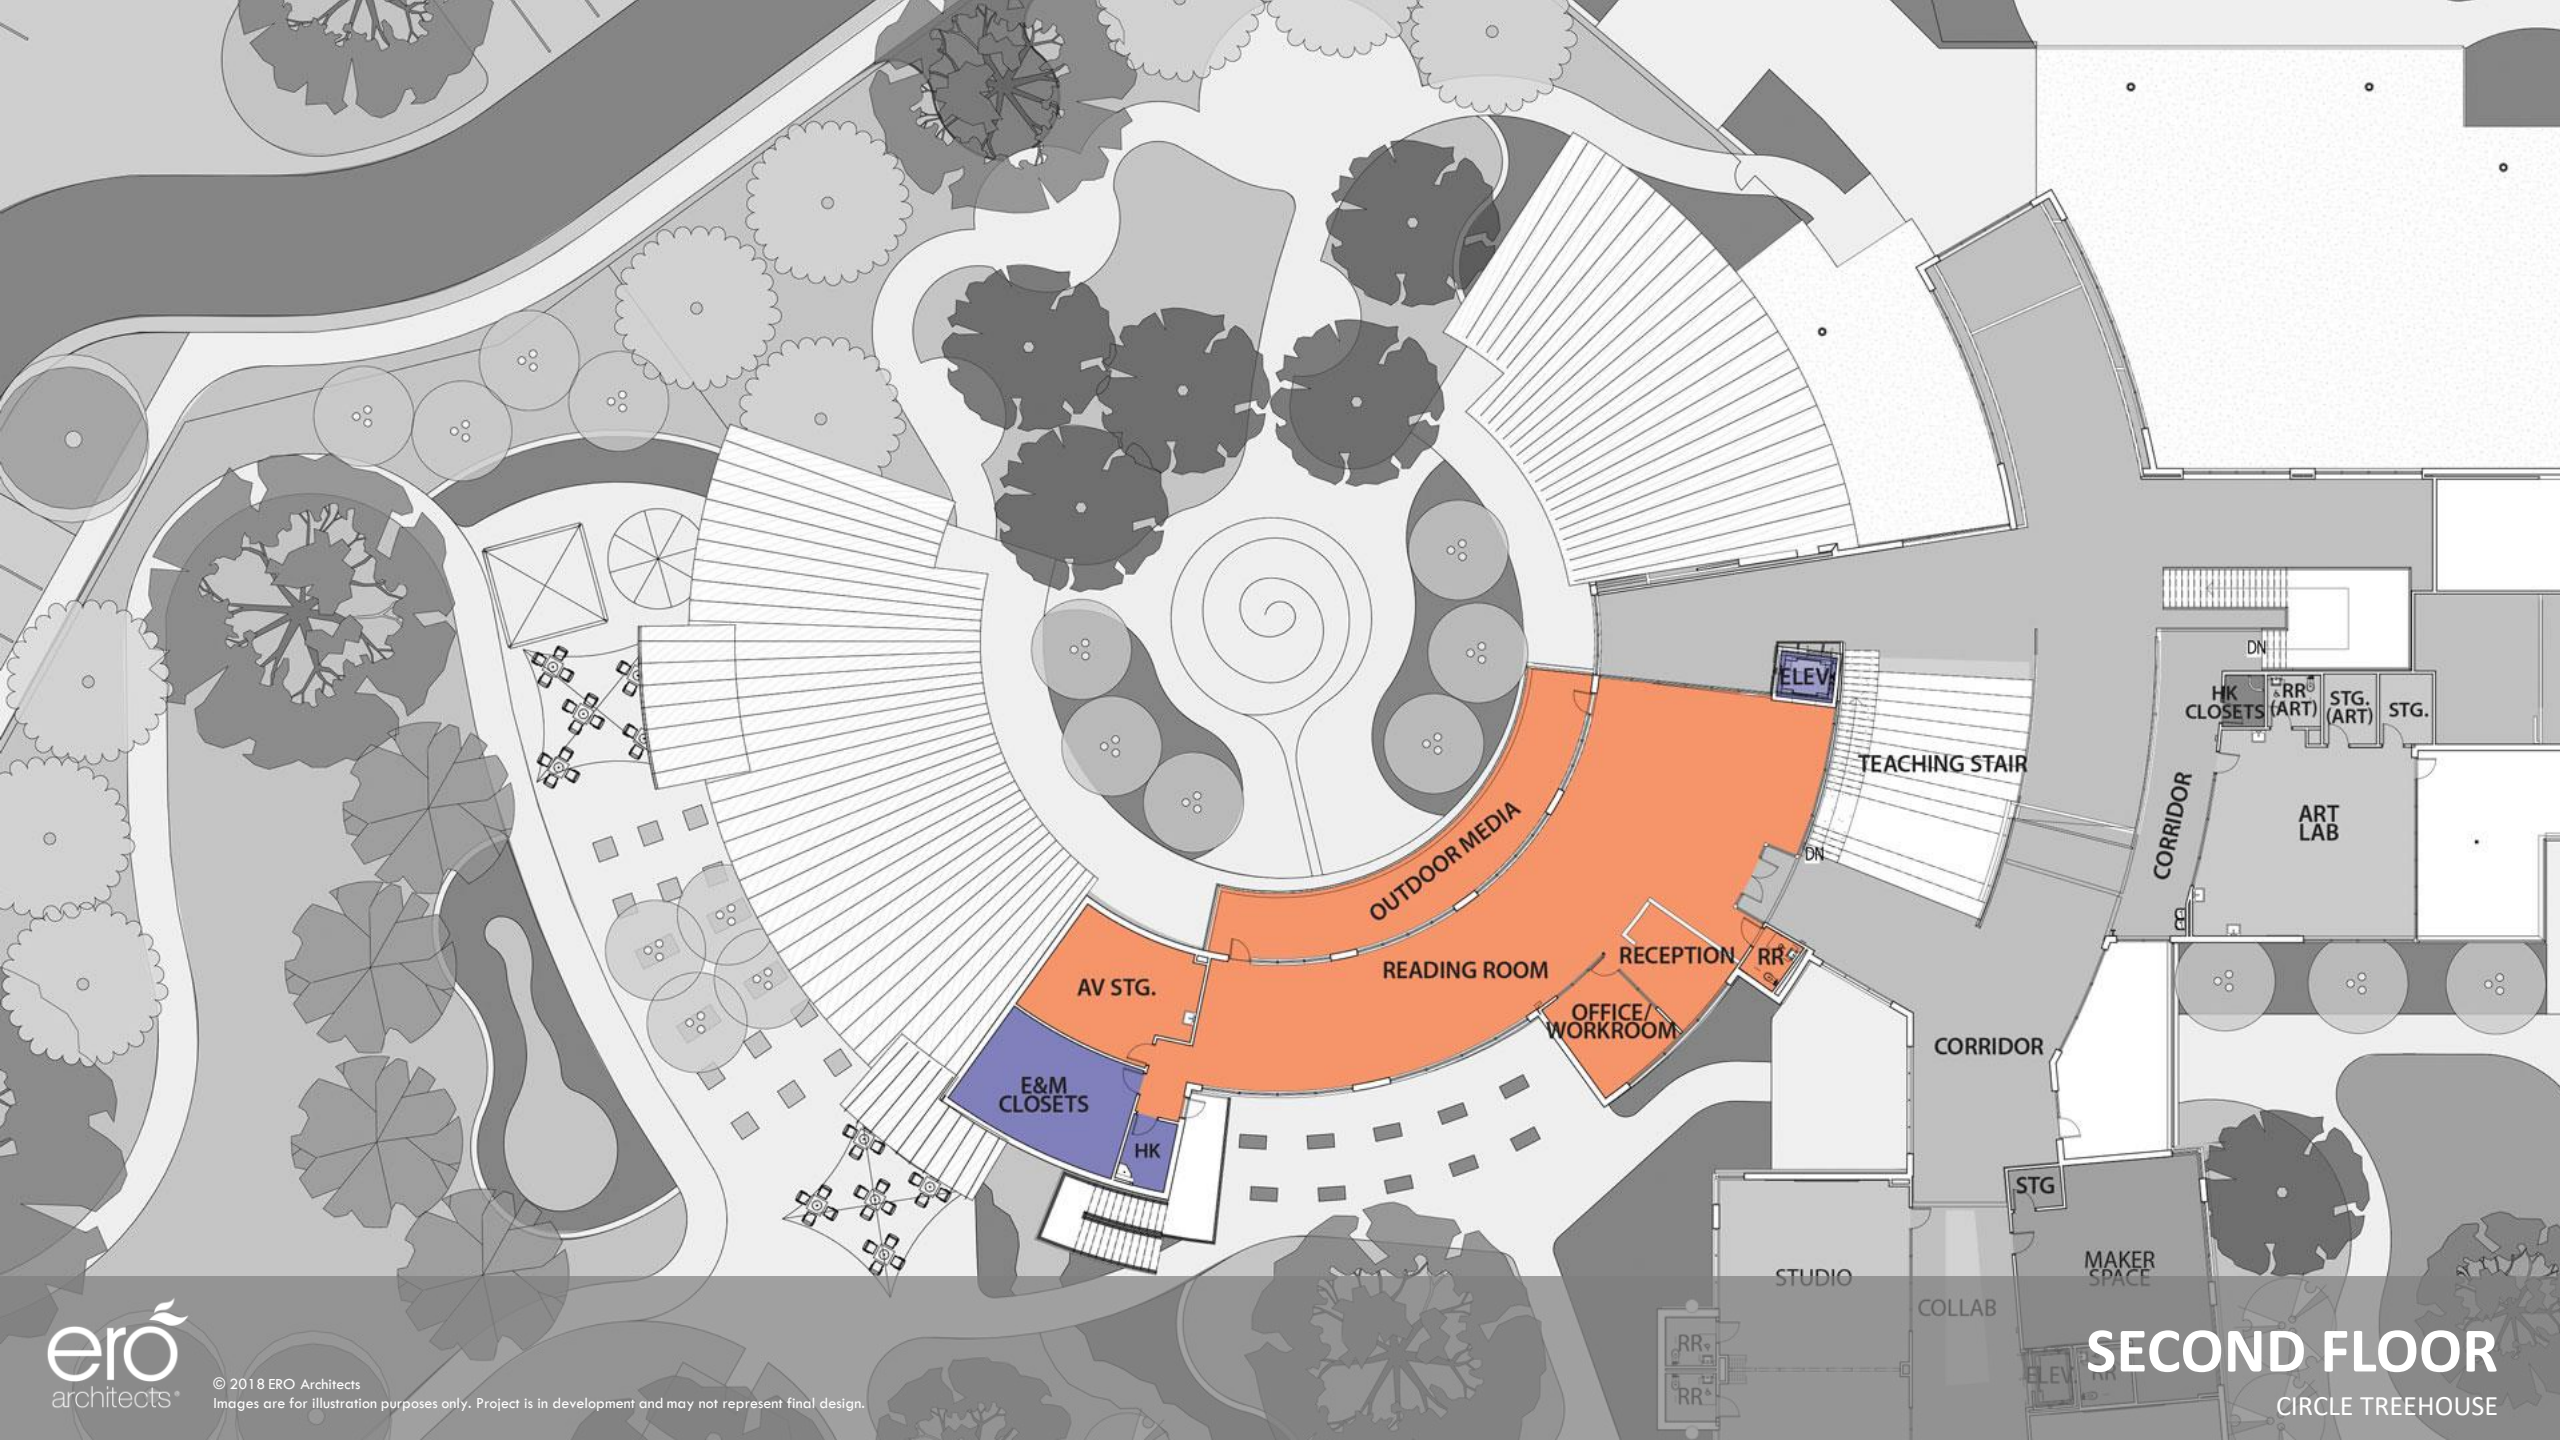 ELEV.
DN
HK
CLOSETS
RR
(ART)
STG.
(ART)
STG.
TEACHING STAIR
CORRIDOR
ART
LAB
OUTDOOR MEDIA
DN
READING ROOM
RECEPTION
RR
AV STG.
OFFICE/
WORKROOM
CORRIDOR
E&M
CLOSETS
HK
STG
STUDIO
MAKER
SPACE
COLLAB
RR
RR
ELEV.
RR
ero
architects
© 2018 ERO Architects
Images are for illustration purposes only. Project is in development and may not represent final design.
SECOND FLOOR
CIRCLE TREEHOUSE